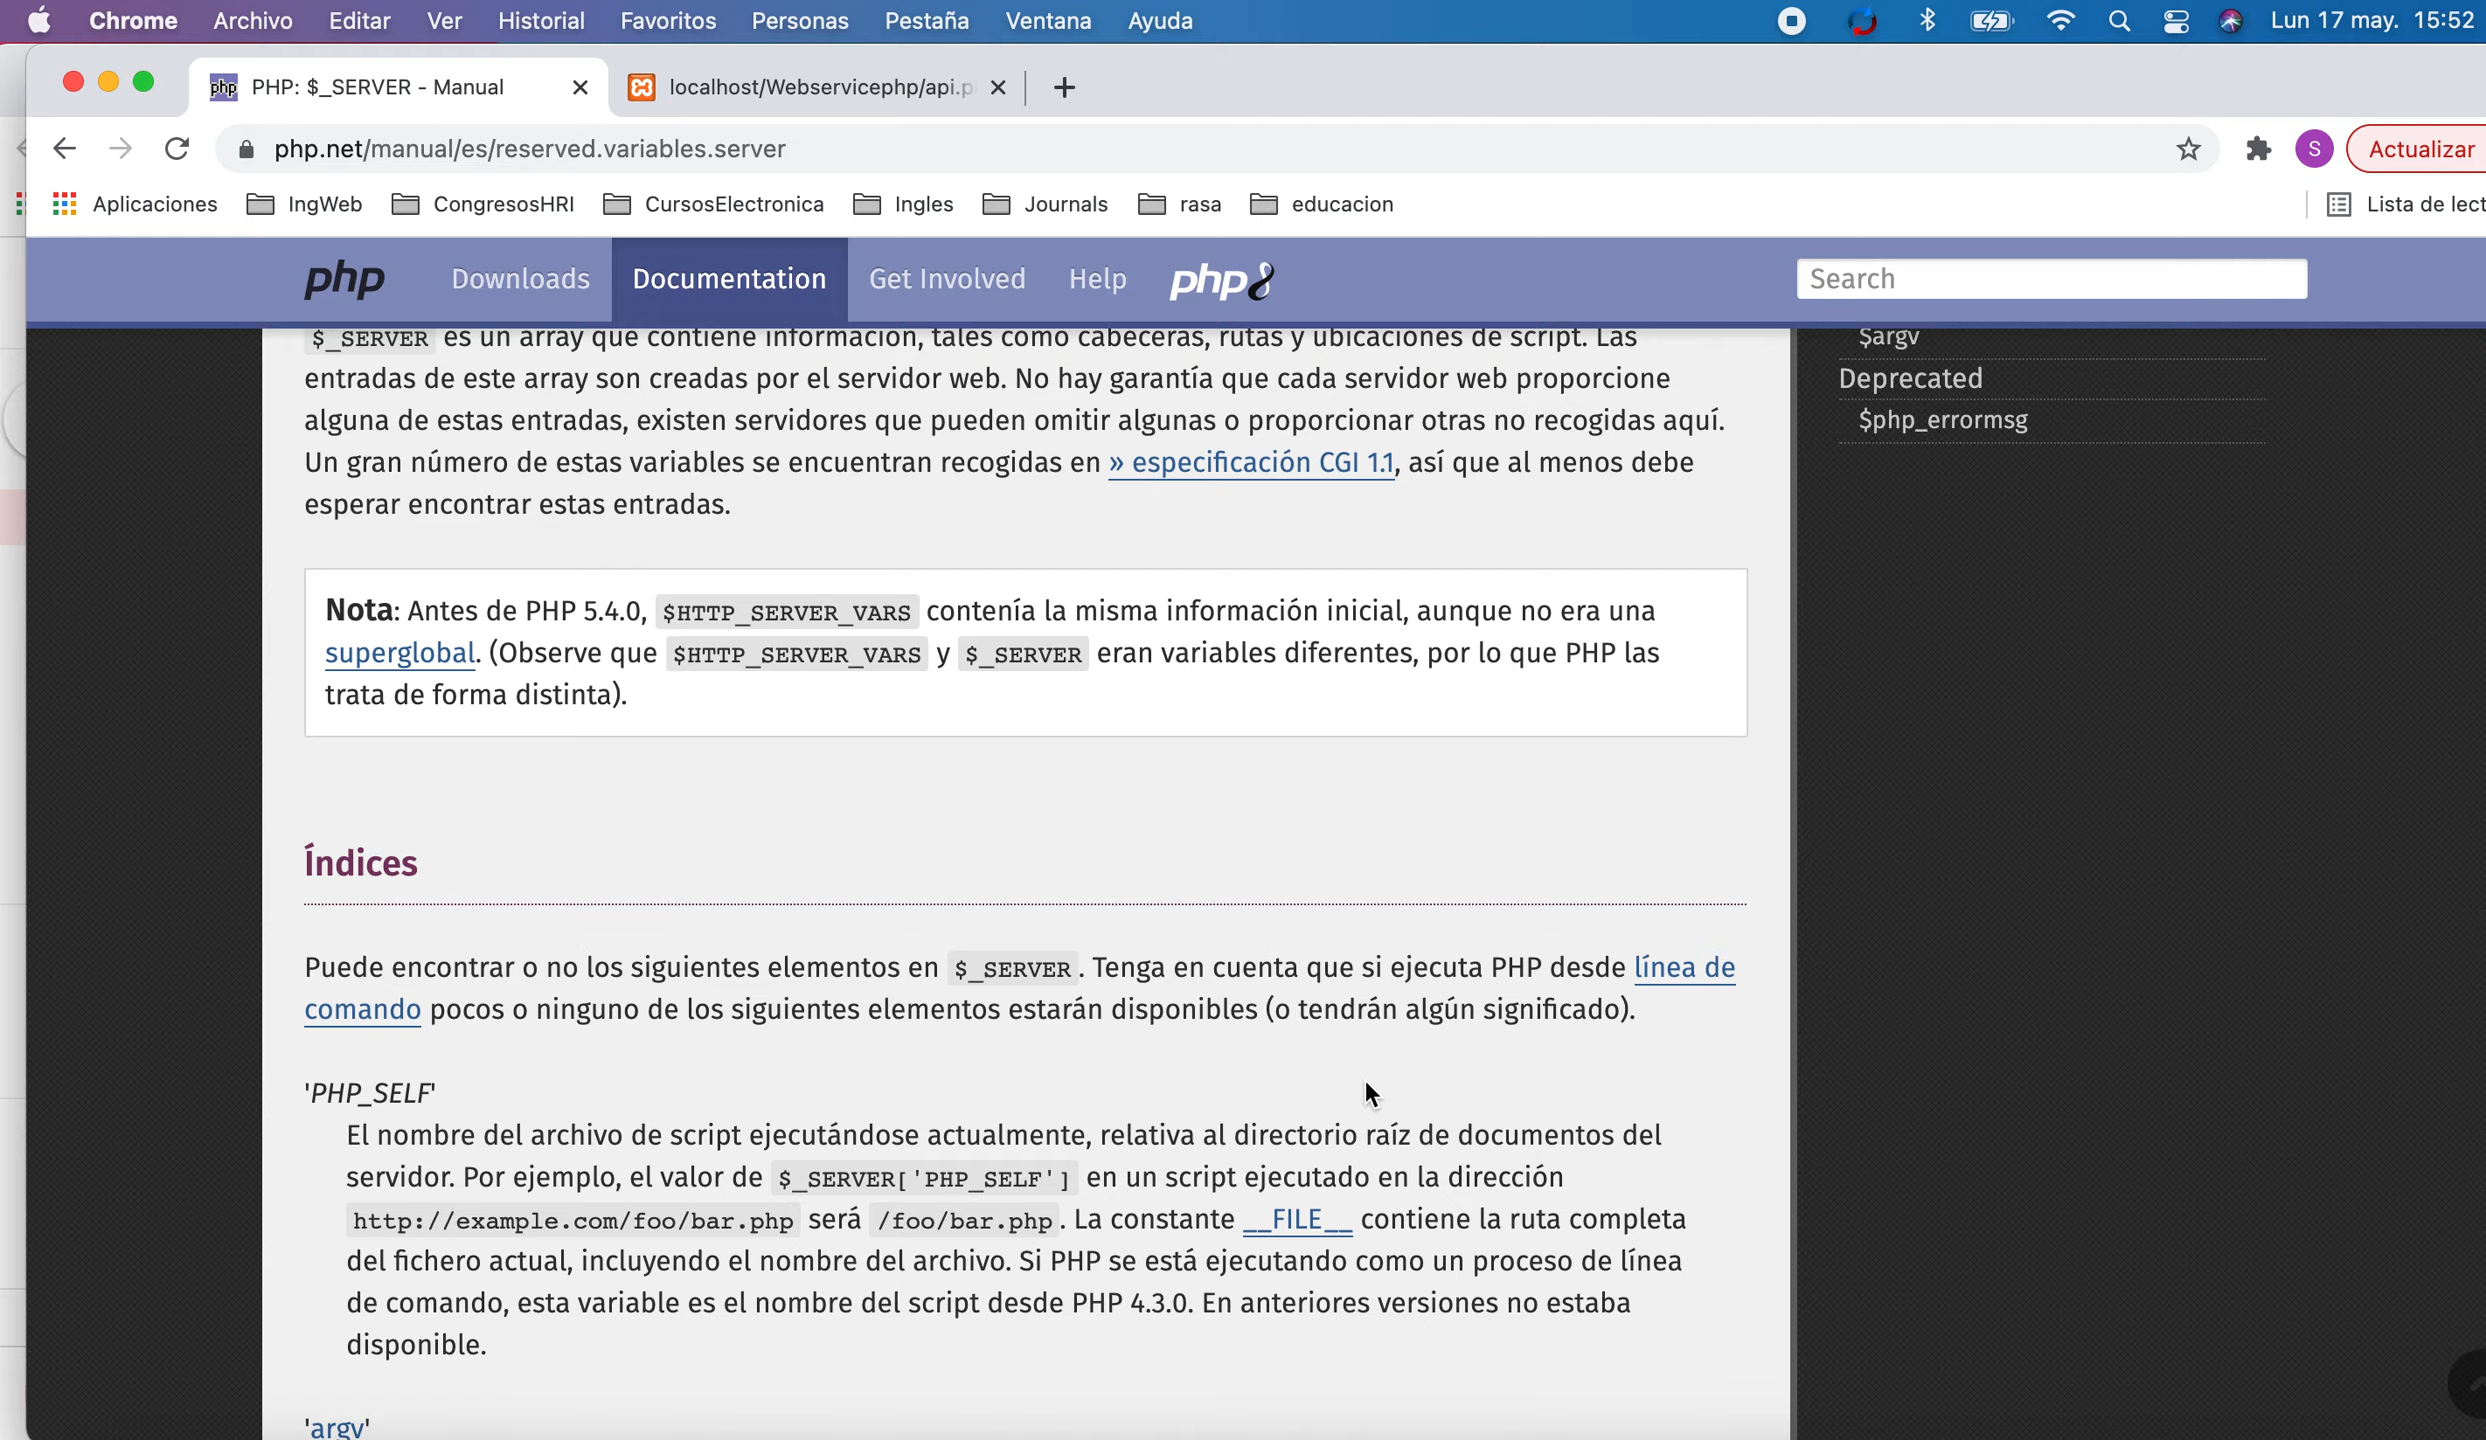 Chrome Archivo Editar Ver Historial Favoritos Personas Pestaña Ventana Ayuda Lun 17 may. 15:52
php PHP: $_SERVER - Manual localhost/Webservicephp/api.p
php.net/manual/es/reserved.variables.server S Actualizar
Aplicaciones IngWeb CongresosHRI CursosElectronica Ingles Journals rasa educacion Lista de lect
php Downloads Documentation Get Involved Help php8 Search
$_SERVER es un array que contiene información, tales como cabeceras, rutas y ubicaciones de script. Las
entradas de este array son creadas por el servidor web. No hay garantía que cada servidor web proporcione
alguna de estas entradas, existen servidores que pueden omitir algunas o proporcionar otras no recogidas aquí.
Un gran número de estas variables se encuentran recogidas en » especificación CGI 1.1, así que al menos debe
esperar encontrar estas entradas.
Nota: Antes de PHP 5.4.0, $HTTP_SERVER_VARS contenía la misma información inicial, aunque no era una
superglobal. (Observe que $HTTP_SERVER_VARS y $_SERVER eran variables diferentes, por lo que PHP las
trata de forma distinta).
Índices
Puede encontrar o no los siguientes elementos en $_SERVER. Tenga en cuenta que si ejecuta PHP desde línea de
comando pocos o ninguno de los siguientes elementos estarán disponibles (o tendrán algún significado).
'PHP_SELF'
El nombre del archivo de script ejecutándose actualmente, relativa al directorio raíz de documentos del
servidor. Por ejemplo, el valor de $_SERVER['PHP_SELF'] en un script ejecutado en la dirección
http://example.com/foo/bar.php será /foo/bar.php. La constante __FILE__ contiene la ruta completa
del fichero actual, incluyendo el nombre del archivo. Si PHP se está ejecutando como un proceso de línea
de comando, esta variable es el nombre del script desde PHP 4.3.0. En anteriores versiones no estaba
disponible.
'argv'
$argv
Deprecated
$php_errormsg